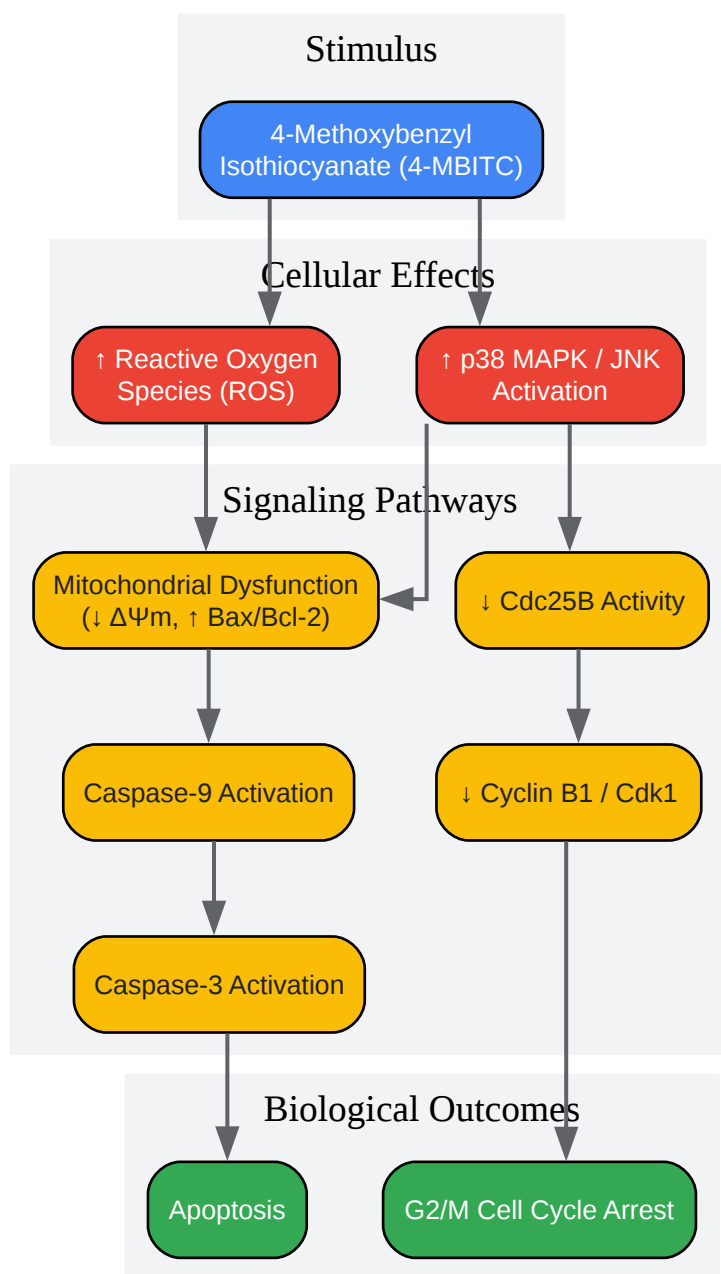 Stimulus
4-Methoxybenzyl
Isothiocyanate (4-MBITC)
Cellular Effects
↑ Reactive Oxygen
Species (ROS)
↑ p38 MAPK / JNK
Activation
Signaling Pathways
Mitochondrial Dysfunction
(↓ ΔΨm, ↑ Bax/Bcl-2)
↓ Cdc25B Activity
Caspase-9 Activation
↓ Cyclin B1 / Cdk1
Caspase-3 Activation
Biological Outcomes
Apoptosis
G2/M Cell Cycle Arrest